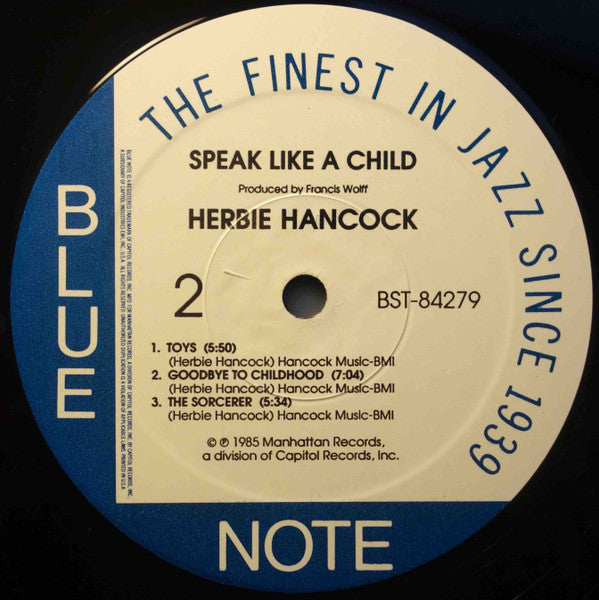 THE FINEST IN JAZZ SINCE 1939
SPEAK LIKE A CHILD
Produced by Francis Wolff
HERBIE HANCOCK
2
BST-84279
1. TOYS (5:50)
(Herbie Hancock) Hancock Music-BMI
2. GOODBYE TO CHILDHOOD (7:04)
(Herbie Hancock) Hancock Music-BMI
3. THE SORCERER (5:34)
(Herbie Hancock) Hancock Music-BMI
© ℗ 1985 Manhattan Records,
a division of Capitol Records, Inc.
BLUE
NOTE